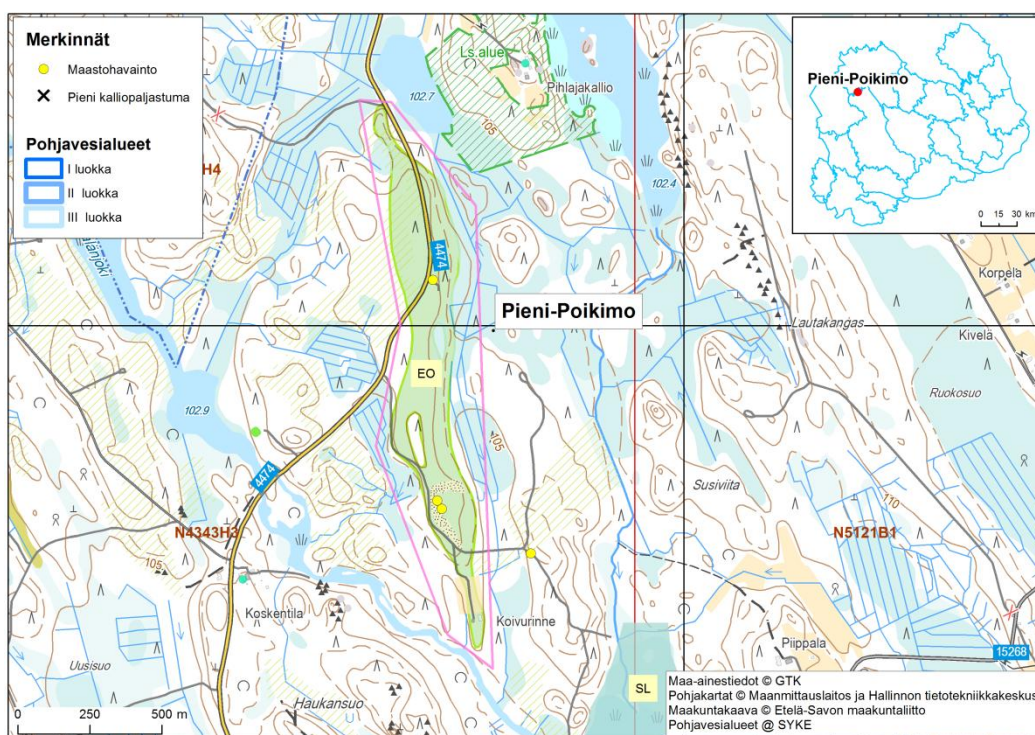 Merkinnät
Maastohavainto
Pieni kalliopaljastuma
Pohjavesialueet
I luokka
II luokka
III luokka
Ls.alue
Pihlajakallio
102.7
105
102.4
H4
4474
Pieni-Poikimo
0 15 30 km
Pieni-Poikimo
Korpela
Lautakangas
Kivelä
EO
Ruokosuo
102.9
105
Susiviita
110
4474
N4343H3
N5121B1
105
Koskentila
Koivurinne
Piippala
15268
Uusisuo
SL
Haukansuo
0 250 500 m
Maa-ainestiedot © GTK
Pohjakartat © Maanmittauslaitos ja Hallinnon tietotekniikkakeskus
Maakuntakaava © Etelä-Savon maakuntaliitto
Pohjavesialueet @ SYKE